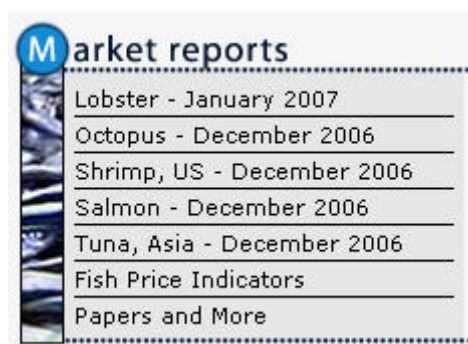 Market reports
Lobster - January 2007
Octopus - December 2006
Shrimp, US - December 2006
Salmon - December 2006
Tuna, Asia - December 2006
Fish Price Indicators
Papers and More